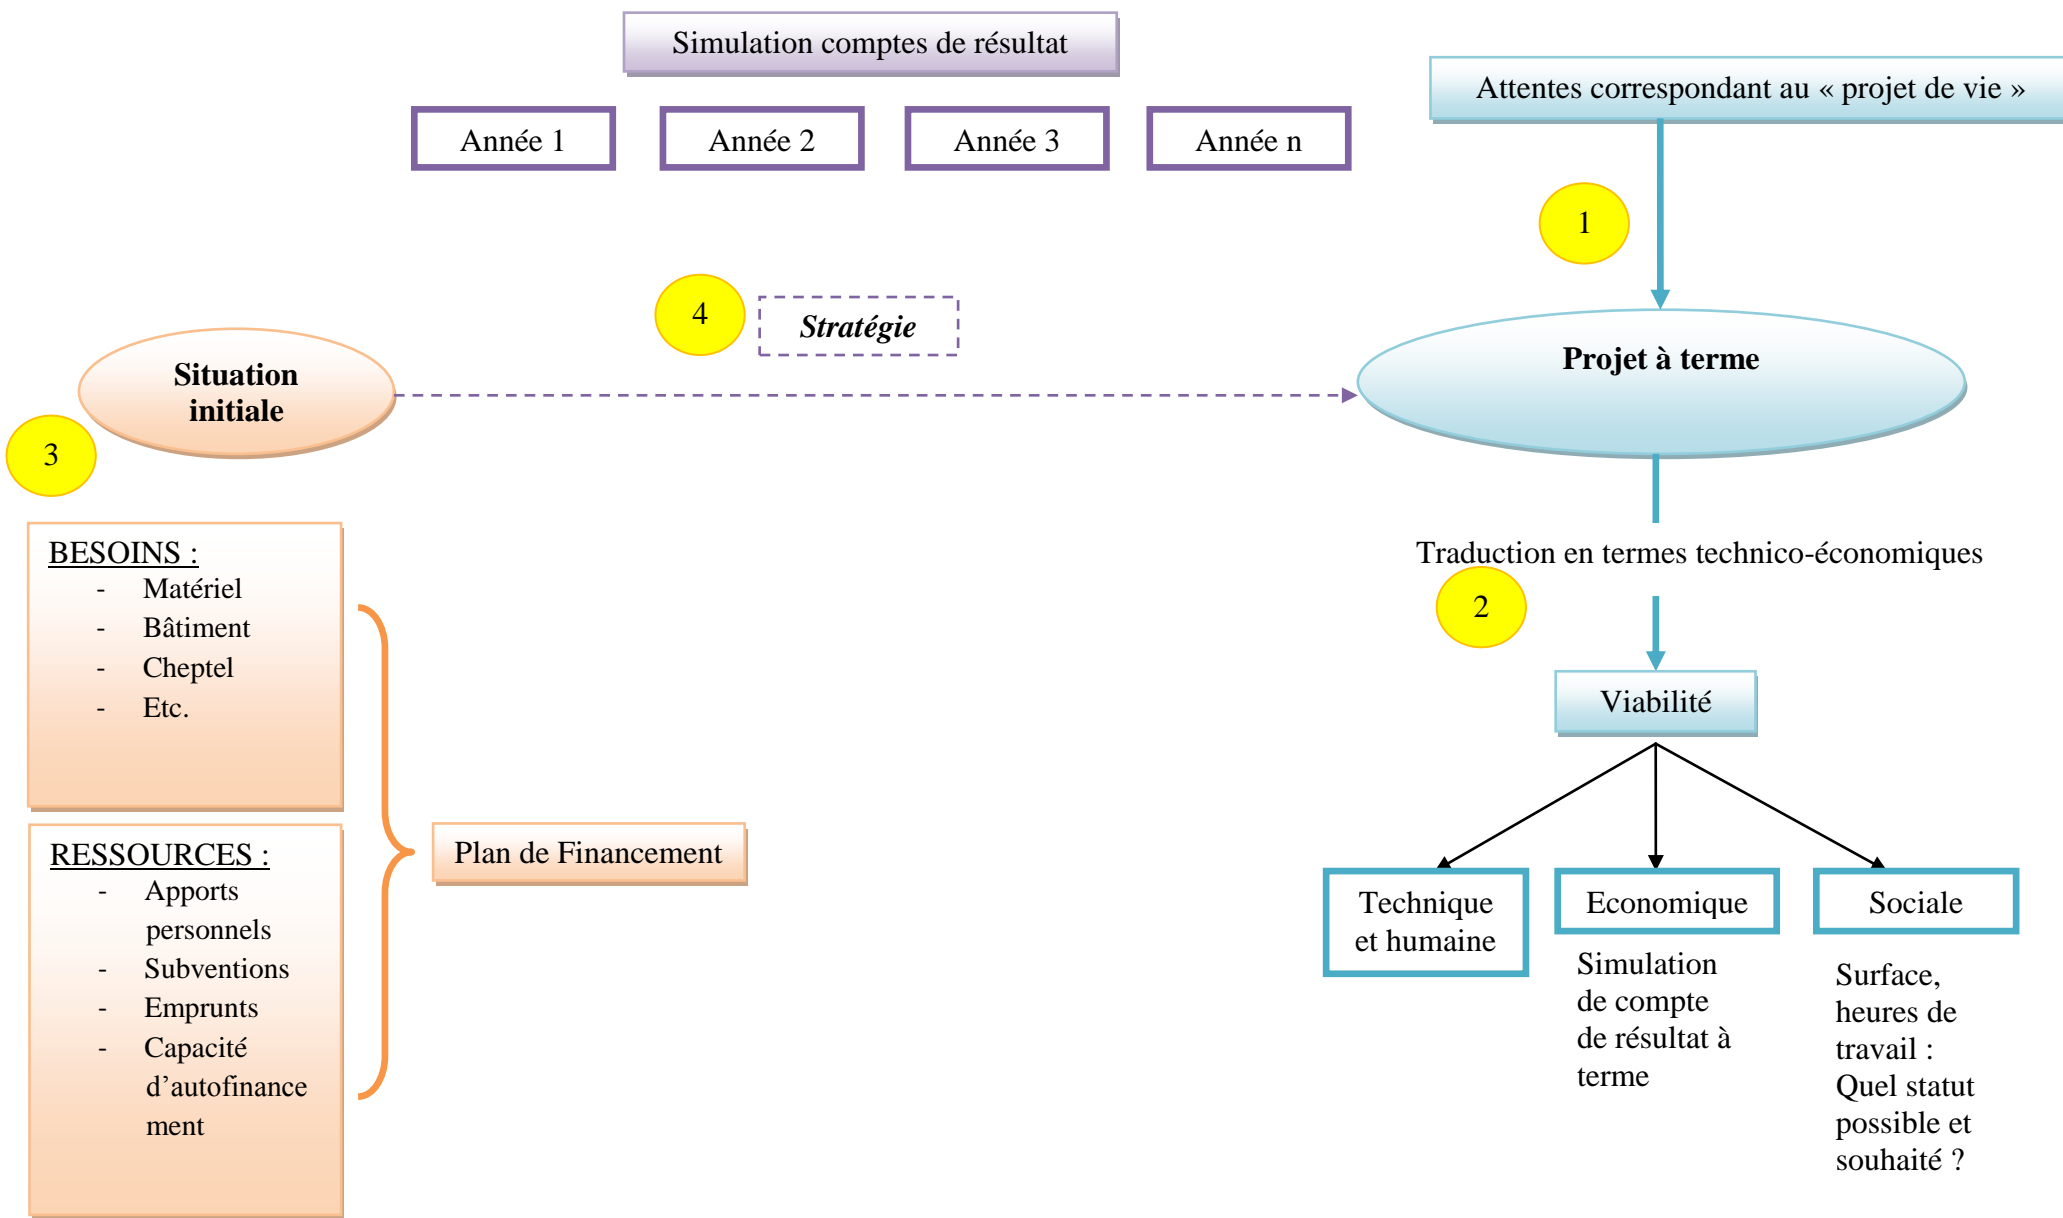 Simulation comptes de résultat
Attentes correspondant au « projet de vie »
Année 1
Année 2
Année 3
Année n
1
4
Stratégie
Situation
initiale
Projet à terme
3
BESOINS :
- Matériel
- Bâtiment
- Cheptel
- Etc.
RESSOURCES :
- Apports
personnels
- Subventions
- Emprunts
- Capacité
d’autofinance
ment
Plan de Financement
Traduction en termes technico-économiques
2
Viabilité
Technique
et humaine
Economique
Simulation
de compte
de résultat à
terme
Sociale
Surface,
heures de
travail :
Quel statut
possible et
souhaité ?